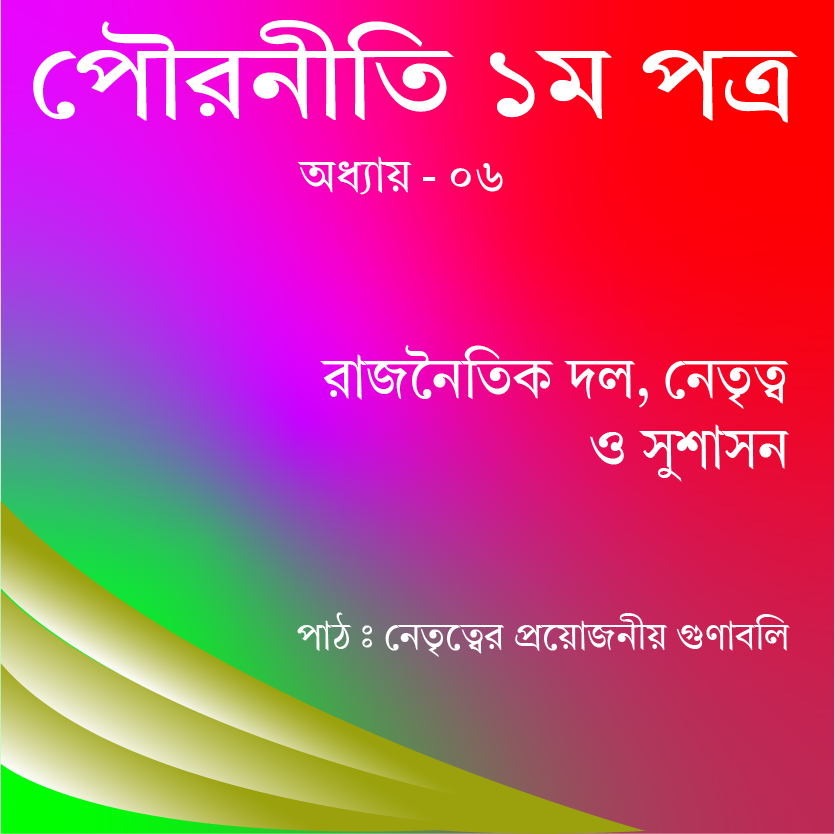 পৌরনীতি ১ম পত্র
অধ্যায় - ০৬
রাজনৈতিক দল, নেতৃত্ব
ও সুশাসন
পাঠ ঃ নেতৃত্বের প্রয়োজনীয় গুণাবলি